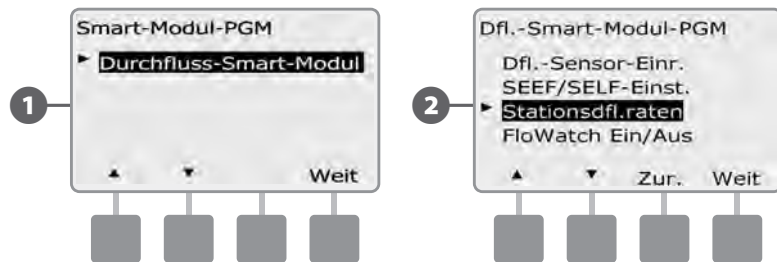 Smart-Modul-PGM
Durchfluss-Smart-Modul
Weit
1
Dfl.-Smart-Modul-PGM
Dfl.-Sensor-Einr.
SEEF/SELF-Einst.
Stationsdfl.raten
FloWatch Ein/Aus
Zur. Weit
2